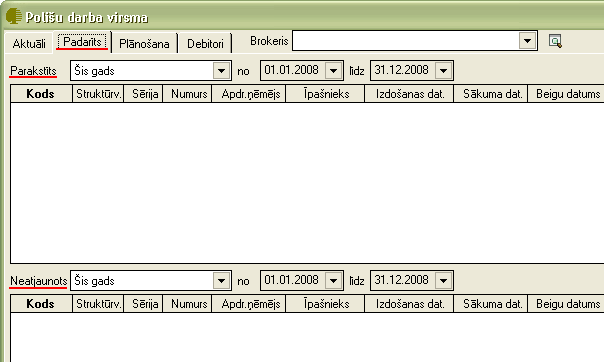 Polišu darba virsma
Aktuāli Padarīts Plānošana Debitori Brokeris
Parakstīts Šis gads no 01.01.2008 līdz 31.12.2008
Kods Struktūrv. Sērija Numurs Apdr.ņēmējs Īpašnieks Izdošanas dat. Sākuma dat. Beigu datums
Neatjaunots Šis gads no 01.01.2008 līdz 31.12.2008
Kods Struktūrv. Sērija Numurs Apdr.ņēmējs Īpašnieks Izdošanas dat. Sākuma dat. Beigu datums